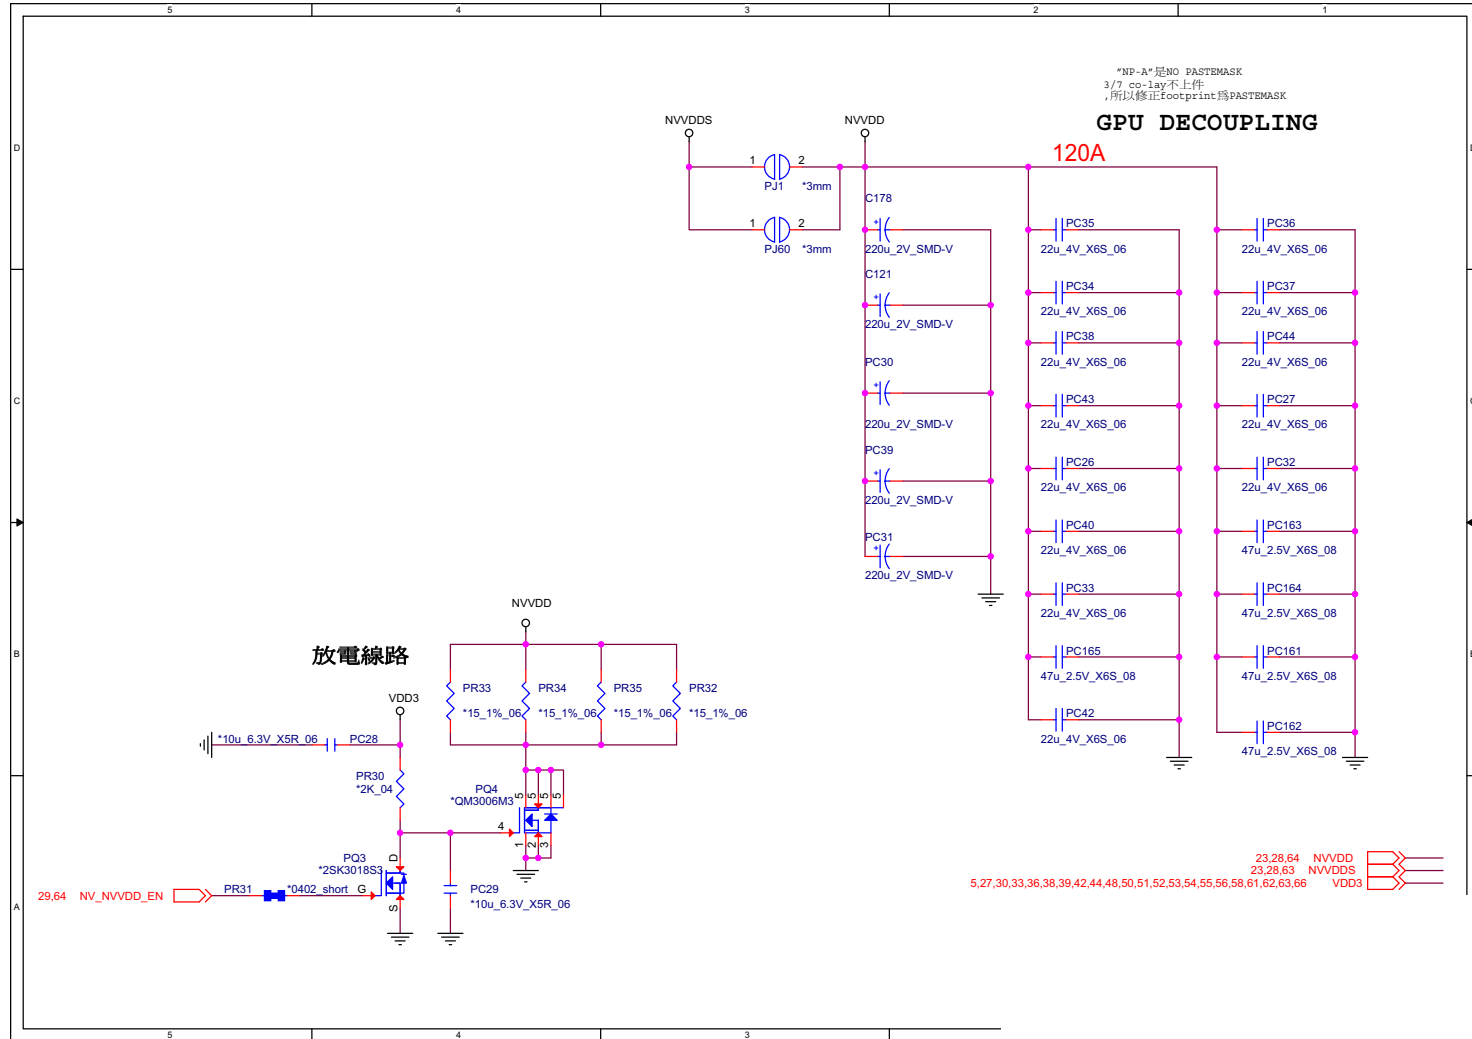 5 4 3 2 1
"NP-A"是NO PASTEMASK
3/7 co-lay不上件
,所以修正footprint爲PASTEMASK
GPU DECOUPLING
NVVDDS
NVVDD
120A
D
D
1 2
PJ1 *3mm
1 2
PJ60 *3mm
C178
+
220u_2V_SMD-V
C121
+
220u_2V_SMD-V
PC30
+
220u_2V_SMD-V
PC39
+
220u_2V_SMD-V
PC31
+
220u_2V_SMD-V
PC35
22u_4V_X6S_06
PC34
22u_4V_X6S_06
PC38
22u_4V_X6S_06
PC43
22u_4V_X6S_06
PC26
22u_4V_X6S_06
PC40
22u_4V_X6S_06
PC33
22u_4V_X6S_06
PC165
47u_2.5V_X6S_08
PC42
22u_4V_X6S_06
PC36
22u_4V_X6S_06
PC37
22u_4V_X6S_06
PC44
22u_4V_X6S_06
PC27
22u_4V_X6S_06
PC32
22u_4V_X6S_06
PC163
47u_2.5V_X6S_08
PC164
47u_2.5V_X6S_08
PC161
47u_2.5V_X6S_08
PC162
47u_2.5V_X6S_08
C
C
B
B
放電線路
NVVDD
VDD3
PR33
*15_1%_06
PR34
*15_1%_06
PR35
*15_1%_06
PR32
*15_1%_06
*10u_6.3V_X5R_06 PC28
PR30
*2K_04
PQ4
*QM3006M3
5 5 5 5
4
1 2 3
PQ3
*2SK3018S3
D
G
S
29,64 NV_NVVDD_EN
PR31 *0402_short
PC29
*10u_6.3V_X5R_06
23,28,64 NVVDD
23,28,63 NVVDDS
5,27,30,33,36,38,39,42,44,48,50,51,52,53,54,55,56,58,61,62,63,66 VDD3
A
5 4 3